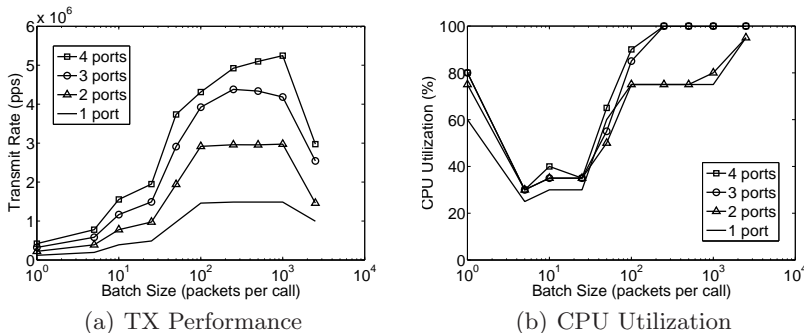 x 10^6
6
5
4
3
2
1
0
Transmit Rate (pps)
4 ports
3 ports
2 ports
1 port
10^0
10^1
10^2
10^3
10^4
Batch Size (packets per call)
(a) TX Performance
100
80
60
40
20
0
CPU Utilization (%)
4 ports
3 ports
2 ports
1 port
10^0
10^1
10^2
10^3
10^4
Batch Size (packets per call)
(b) CPU Utilization